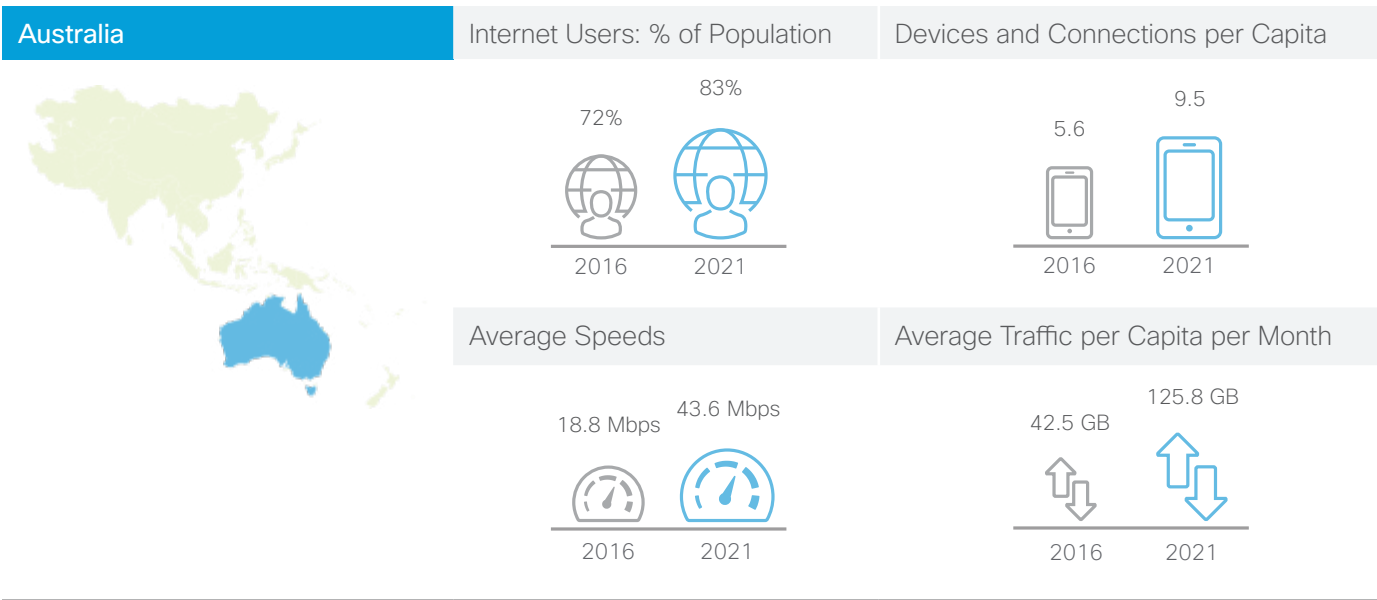 Australia
Internet Users: % of Population
72%
83%
2016
2021
Devices and Connections per Capita
5.6
9.5
2016
2021
Average Speeds
18.8 Mbps
43.6 Mbps
2016
2021
Average Traffic per Capita per Month
42.5 GB
125.8 GB
2016
2021